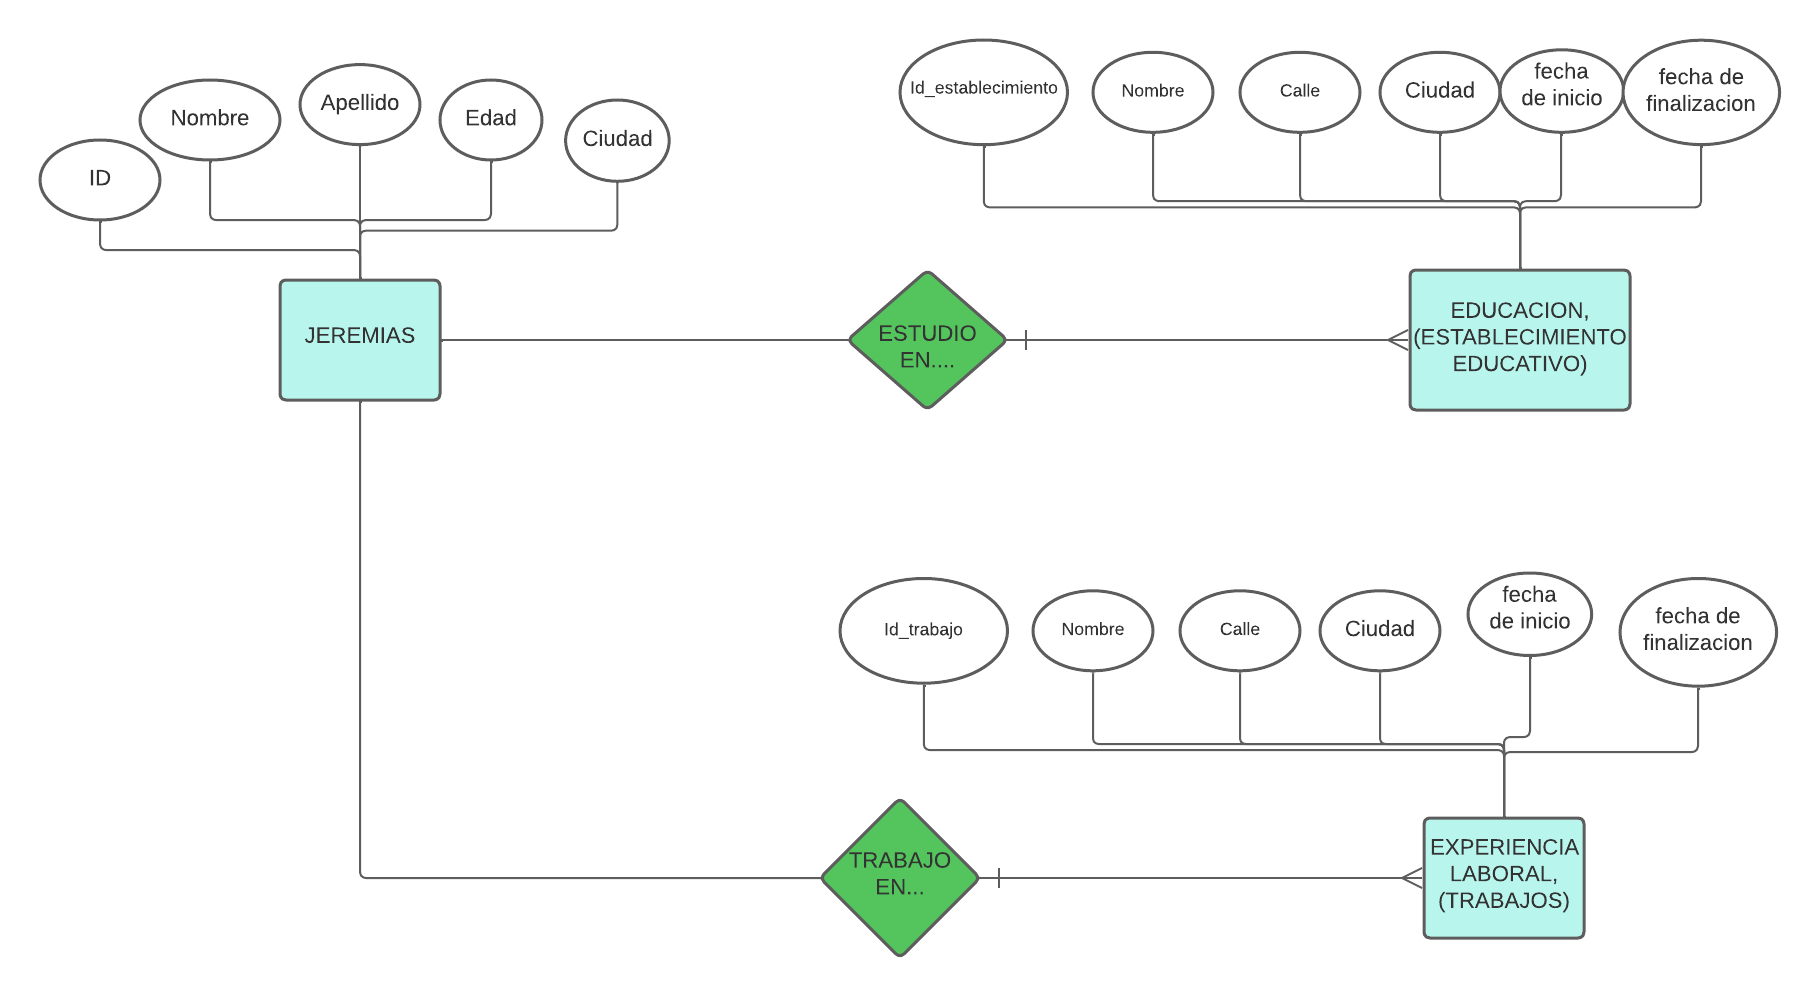 ID
Nombre
Apellido
Edad
Ciudad
JEREMIAS
Id_establecimiento
Nombre
Calle
Ciudad
fecha
de inicio
fecha de
finalizacion
ESTUDIO
EN....
EDUCACION,
(ESTABLECIMIENTO
EDUCATIVO)
Id_trabajo
Nombre
Calle
Ciudad
fecha
de inicio
fecha de
finalizacion
TRABAJO
EN...
EXPERIENCIA
LABORAL,
(TRABAJOS)